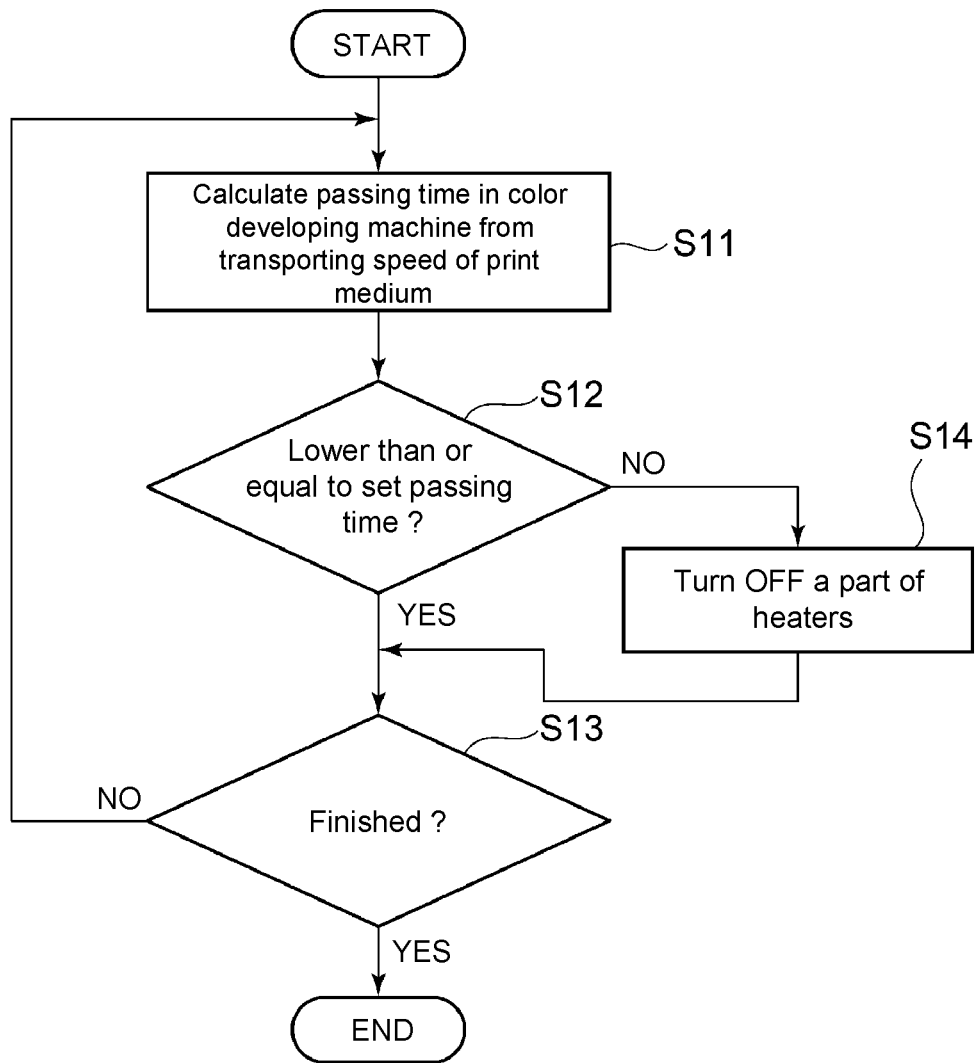 START
Calculate passing time in color
developing machine from
transporting speed of print
medium
S11
S12
Lower than or
equal to set passing
time ?
NO
S14
Turn OFF a part of
heaters
YES
S13
NO
Finished ?
YES
END